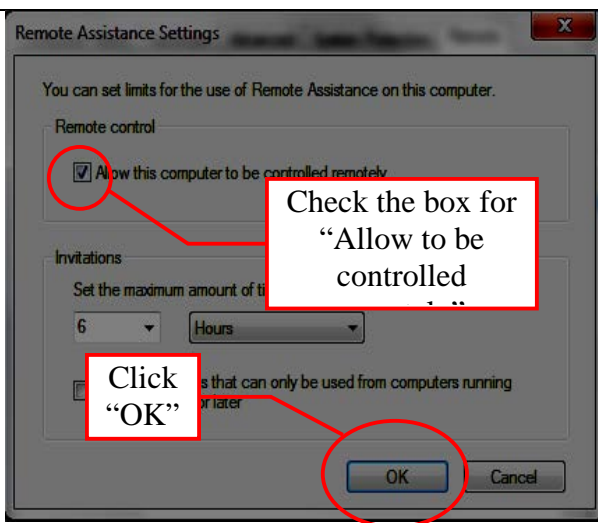 Remote Assistance Settings
You can set limits for the use of Remote Assistance on this computer.
Remote control
Allow this computer to be controlled remotely
Check the box for
“Allow to be
controlled
Invitations
Set the maximum amount of
6 Hours
Click
“OK”
that can only be used from computers running
or later
OK Cancel